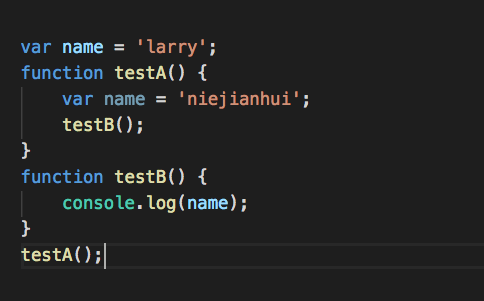 var name = 'larry';
function testA() {
    var name = 'niejianhui';
    testB();
}
function testB() {
    console.log(name);
}
testA();